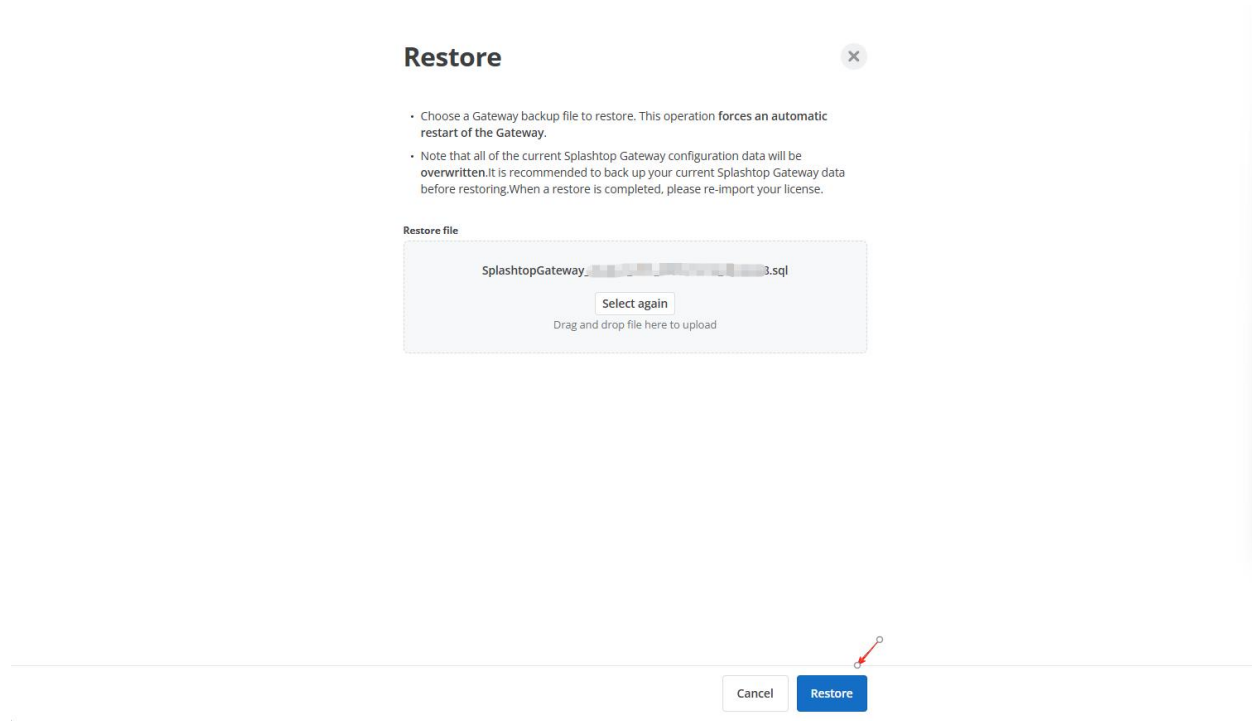 Restore
• Choose a Gateway backup file to restore. This operation forces an automatic
restart of the Gateway.
• Note that all of the current Splashtop Gateway configuration data will be
overwritten.It is recommended to back up your current Splashtop Gateway data
before restoring.When a restore is completed, please re-import your license.
Restore file
SplashtopGateway_ 3.sql
Select again
Drag and drop file here to upload
Cancel
Restore